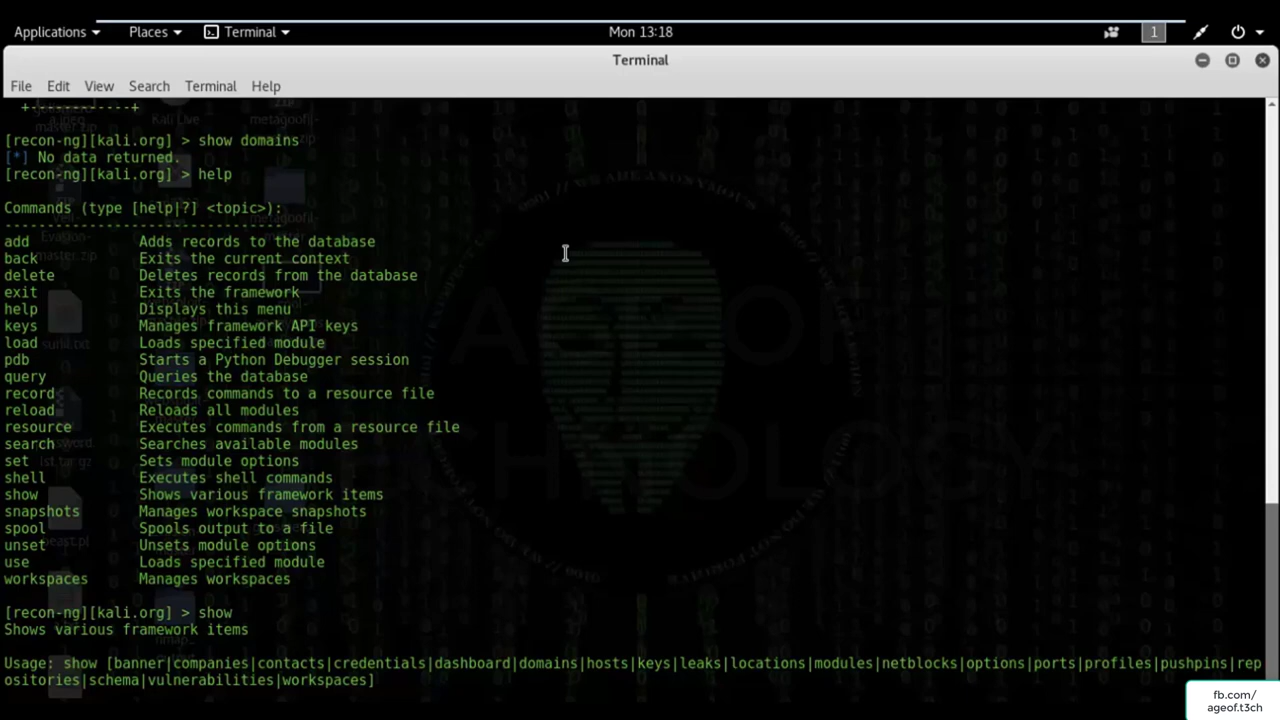 Applications Places Terminal Mon 13:18 1
Terminal
File Edit View Search Terminal Help
+------------+
[recon-ng][kali.org] > show domains
[*] No data returned.
[recon-ng][kali.org] > help
Commands (type [help|?] <topic>):
---------------------------------
add Adds records to the database
back Exits the current context
delete Deletes records from the database
exit Exits the framework
help Displays this menu
keys Manages framework API keys
load Loads specified module
pdb Starts a Python Debugger session
query Queries the database
record Records commands to a resource file
reload Reloads all modules
resource Executes commands from a resource file
search Searches available modules
set Sets module options
shell Executes shell commands
show Shows various framework items
snapshots Manages workspace snapshots
spool Spools output to a file
unset Unsets module options
use Loads specified module
workspaces Manages workspaces
[recon-ng][kali.org] > show
Shows various framework items
Usage: show [banner|companies|contacts|credentials|dashboard|domains|hosts|keys|leaks|locations|modules|netblocks|options|ports|profiles|pushpins|rep
ositories|schema|vulnerabilities|workspaces]
fb.com/
ageof.t3ch